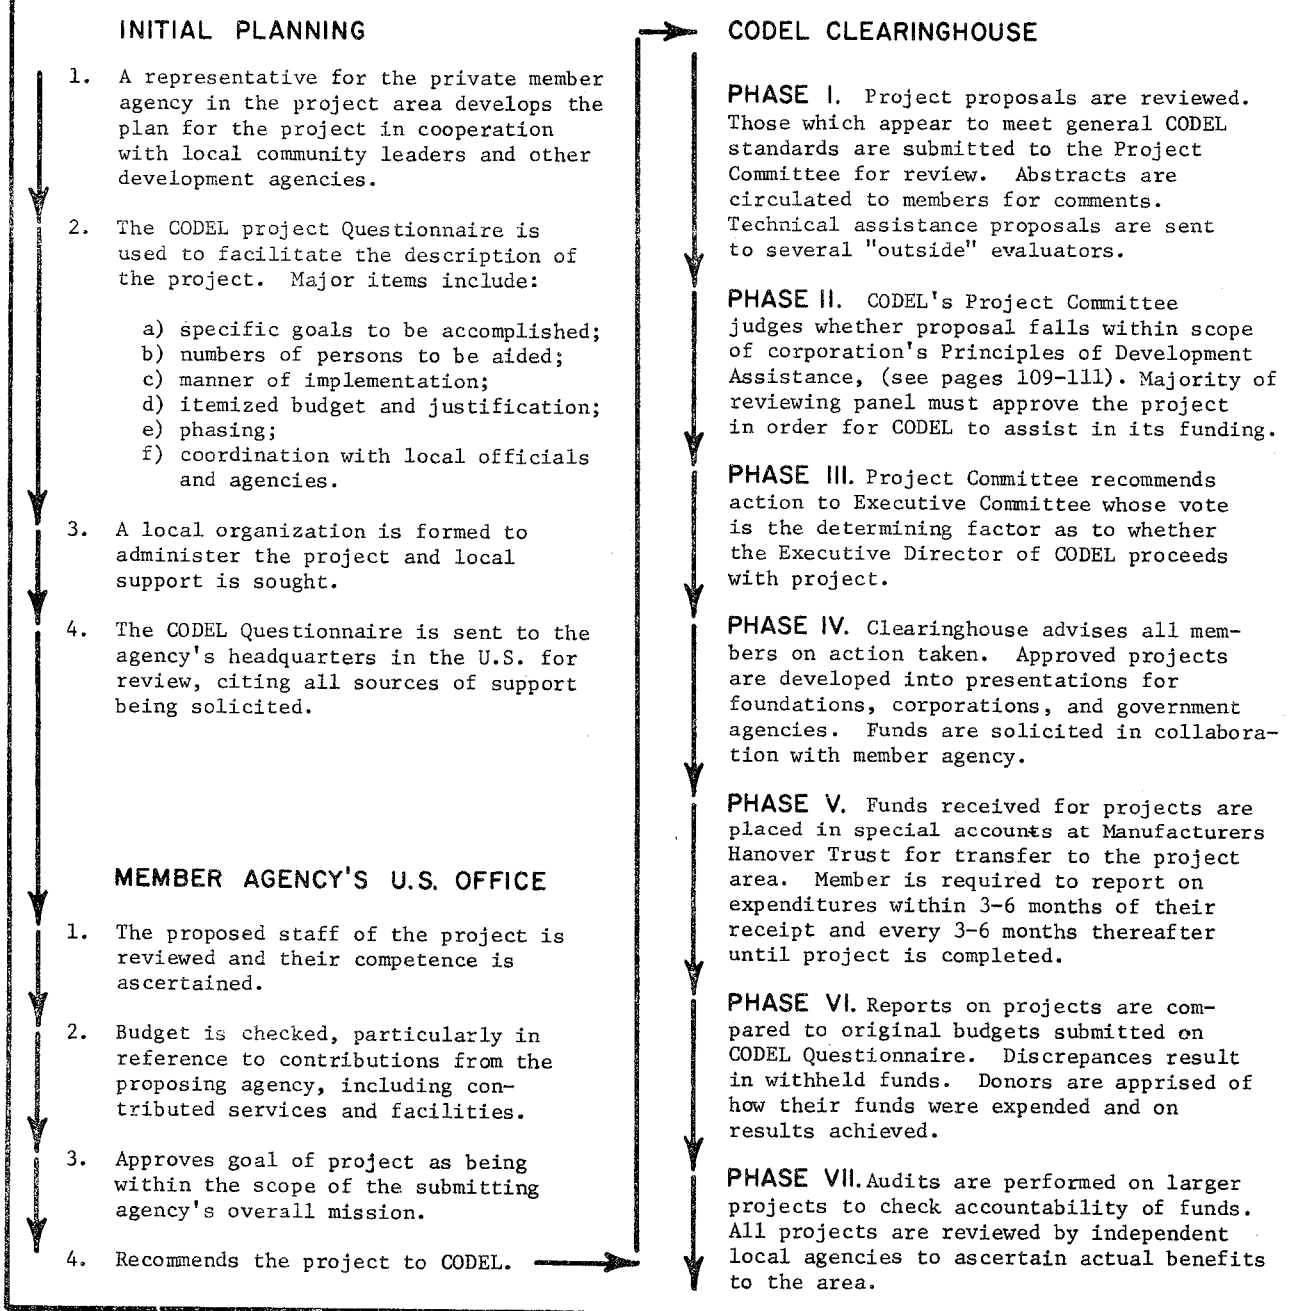 INITIAL PLANNING
1. A representative for the private member
agency in the project area develops the
plan for the project in cooperation
with local community leaders and other
development agencies.
2. The CODEL project Questionnaire is
used to facilitate the description of
the project. Major items include:
a) specific goals to be accomplished;
b) numbers of persons to be aided;
c) manner of implementation;
d) itemized budget and justification;
e) phasing;
f) coordination with local officials
and agencies.
3. A local organization is formed to
administer the project and local
support is sought.
4. The CODEL Questionnaire is sent to the
agency's headquarters in the U.S. for
review, citing all sources of support
being solicited.
MEMBER AGENCY'S U.S. OFFICE
1. The proposed staff of the project is
reviewed and their competence is
ascertained.
2. Budget is checked, particularly in
reference to contributions from the
proposing agency, including con-
tributed services and facilities.
3. Approves goal of project as being
within the scope of the submitting
agency's overall mission.
4. Recommends the project to CODEL.
CODEL CLEARINGHOUSE
PHASE I. Project proposals are reviewed.
Those which appear to meet general CODEL
standards are submitted to the Project
Committee for review. Abstracts are
circulated to members for comments.
Technical assistance proposals are sent
to several "outside" evaluators.
PHASE II. CODEL's Project Committee
judges whether proposal falls within scope
of corporation's Principles of Development
Assistance, (see pages 109-111). Majority of
reviewing panel must approve the project
in order for CODEL to assist in its funding.
PHASE III. Project Committee recommends
action to Executive Committee whose vote
is the determining factor as to whether
the Executive Director of CODEL proceeds
with project.
PHASE IV. Clearinghouse advises all mem-
bers on action taken. Approved projects
are developed into presentations for
foundations, corporations, and government
agencies. Funds are solicited in collabora-
tion with member agency.
PHASE V. Funds received for projects are
placed in special accounts at Manufacturers
Hanover Trust for transfer to the project
area. Member is required to report on
expenditures within 3-6 months of their
receipt and every 3-6 months thereafter
until project is completed.
PHASE VI. Reports on projects are com-
pared to original budgets submitted on
CODEL Questionnaire. Discrepances result
in withheld funds. Donors are apprised of
how their funds were expended and on
results achieved.
PHASE VII. Audits are performed on larger
projects to check accountability of funds.
All projects are reviewed by independent
local agencies to ascertain actual benefits
to the area.